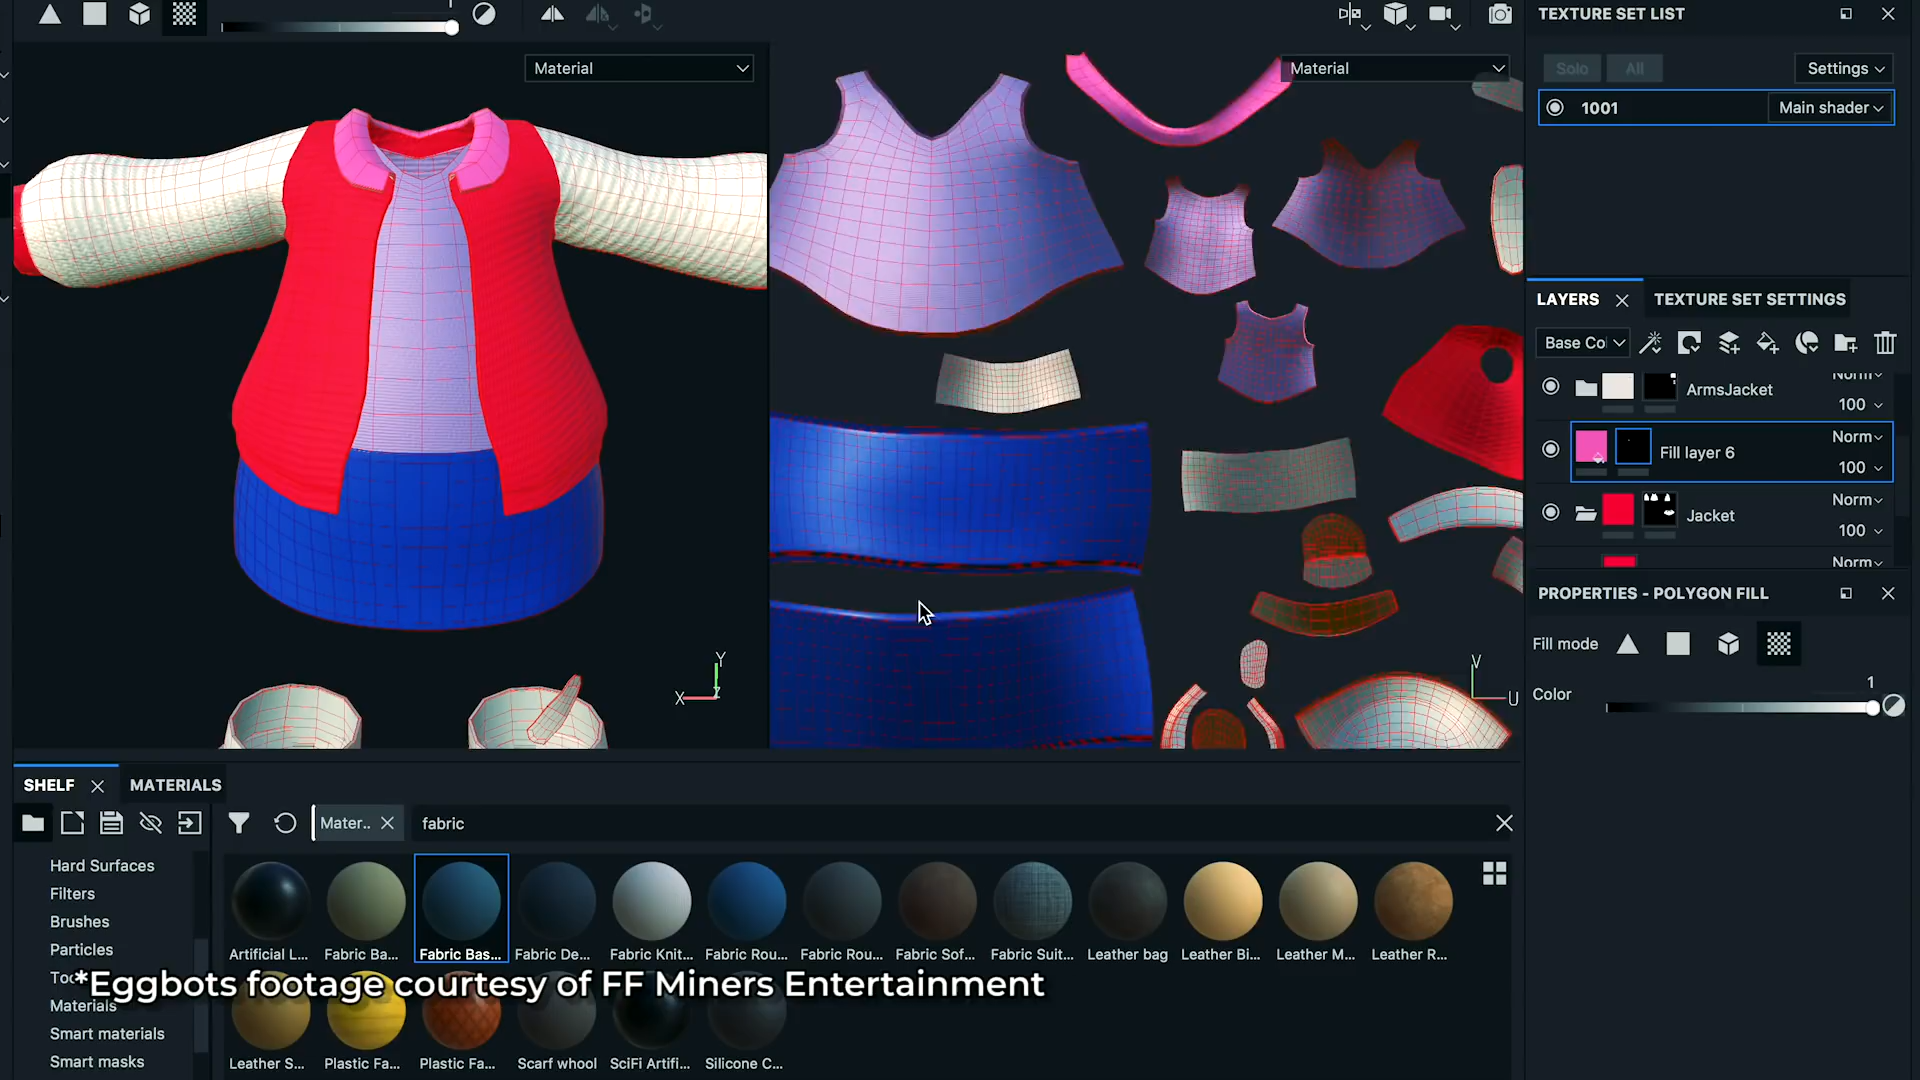 TEXTURE SET LIST
Material
Material
Solo
All
Settings
1001
Main shader
LAYERS
TEXTURE SET SETTINGS
Base Co
Norm
ArmsJacket
100
Norm
Fill layer 6
100
Norm
Jacket
100
Norm
PROPERTIES - POLYGON FILL
Fill mode
Color
1
Y
X
Z
V
U
SHELF
MATERIALS
Mater..
fabric
Hard Surfaces
Filters
Brushes
Particles
Materials
Smart materials
Smart masks
Artificial L...
Fabric Ba...
Fabric Bas...
Fabric De...
Fabric Knit...
Fabric Rou...
Fabric Rou...
Fabric Sof...
Fabric Suit...
Leather bag
Leather Bi...
Leather M...
Leather R...
*Eggbots footage courtesy of FF Miners Entertainment
Leather S...
Plastic Fa...
Plastic Fa...
Scarf whool
SciFi Artifi...
Silicone C...